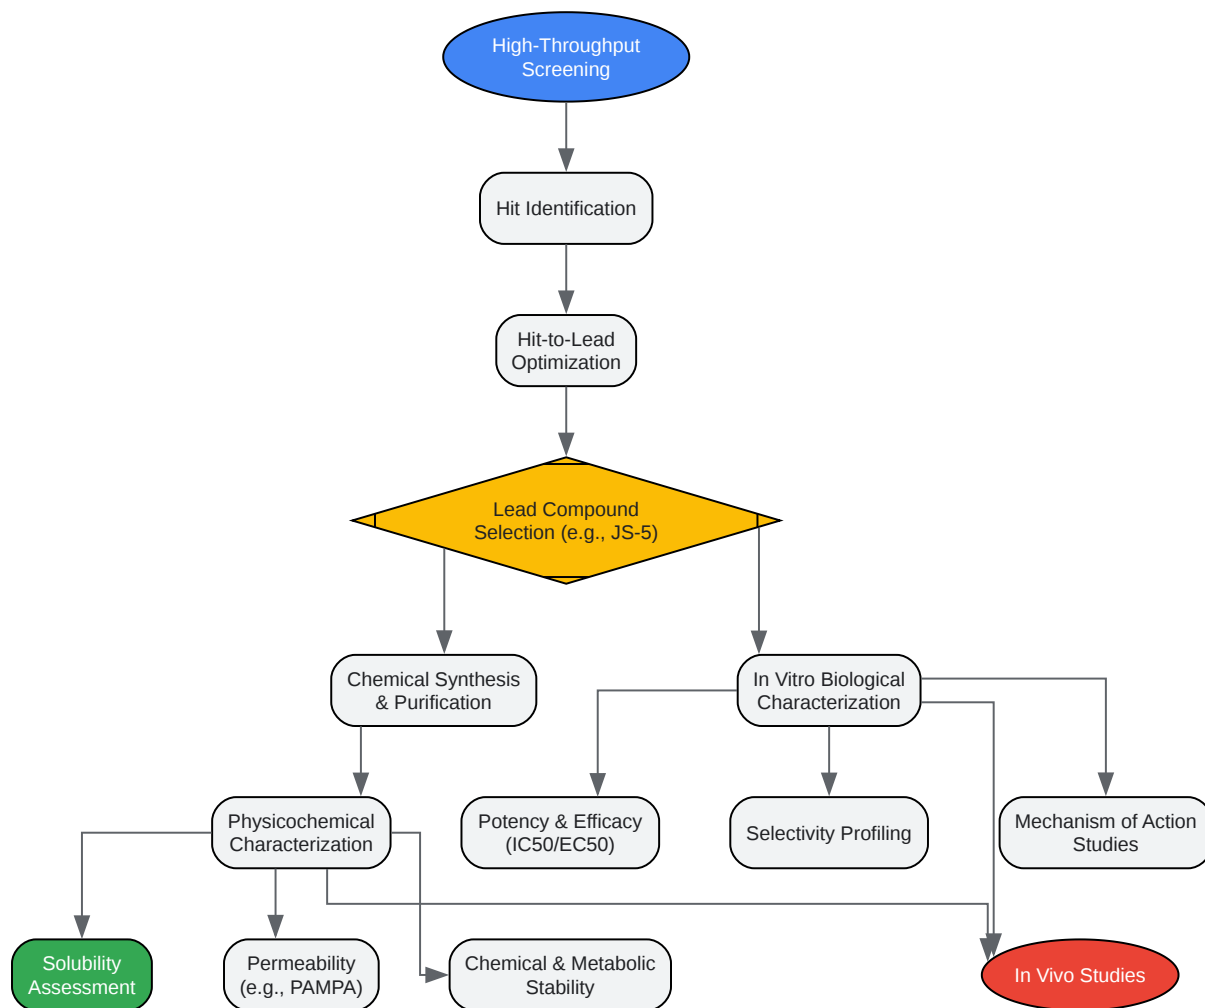 High-Throughput
Screening
Hit Identification
Hit-to-Lead
Optimization
Lead Compound
Selection (e.g., JS-5)
Chemical Synthesis
& Purification
In Vitro Biological
Characterization
Physicochemical
Characterization
Potency & Efficacy
(IC50/EC50)
Selectivity Profiling
Mechanism of Action
Studies
Solubility
Assessment
Permeability
(e.g., PAMPA)
Chemical & Metabolic
Stability
In Vivo Studies